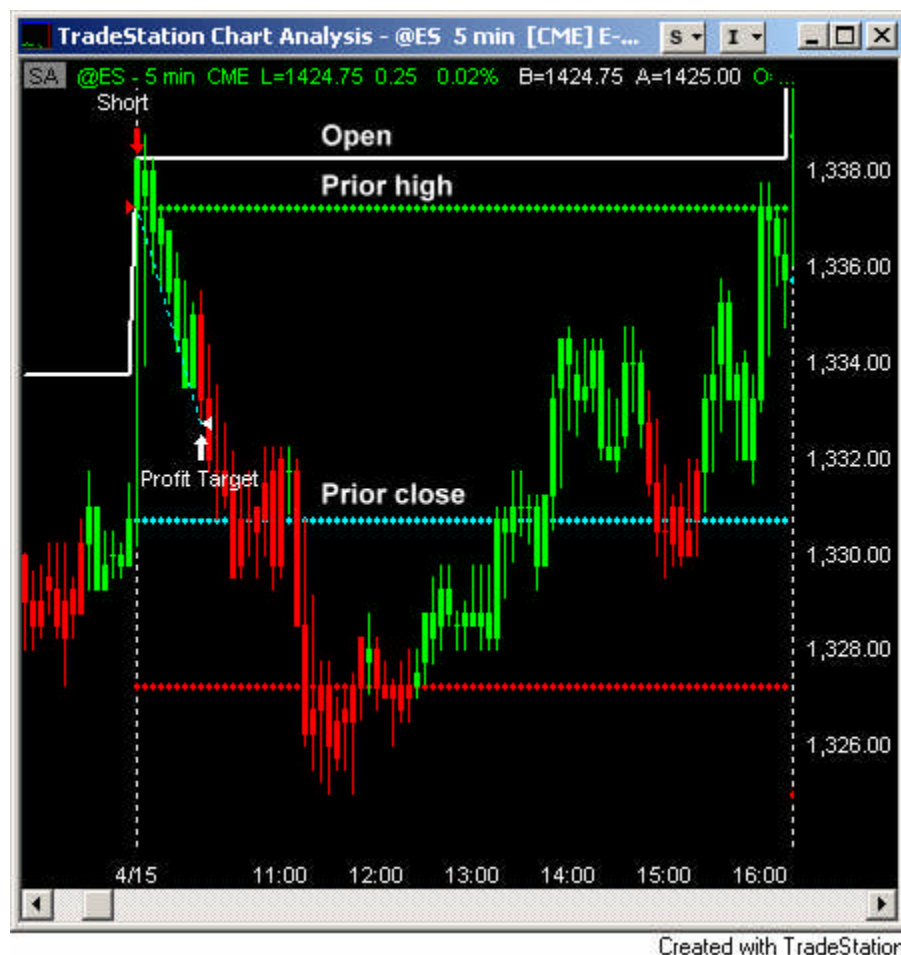 TradeStation Chart Analysis - @ES 5 min [CME] E-... S I
SA @ES - 5 min CME L=1424.75 0.25 0.02% B=1424.75 A=1425.00 O: ...
Short
Open
1,338.00
Prior high
1,336.00
1,334.00
1,332.00
Profit Target
Prior close
1,330.00
1,328.00
1,326.00
4/15 11:00 12:00 13:00 14:00 15:00 16:00
Created with TradeStation